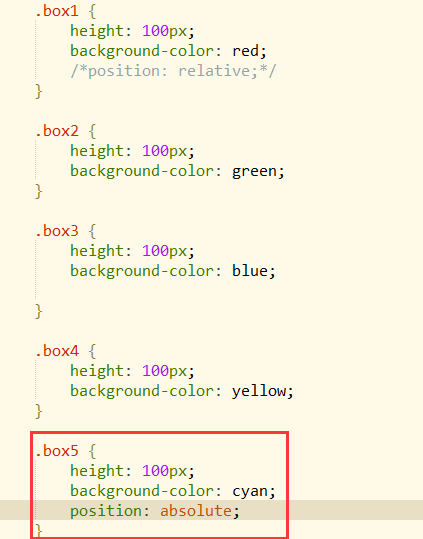 .box1 {
height: 100px;
background-color: red;
/*position: relative;*/
}
.box2 {
height: 100px;
background-color: green;
}
.box3 {
height: 100px;
background-color: blue;
}
.box4 {
height: 100px;
background-color: yellow;
}
.box5 {
height: 100px;
background-color: cyan;
position: absolute;
}